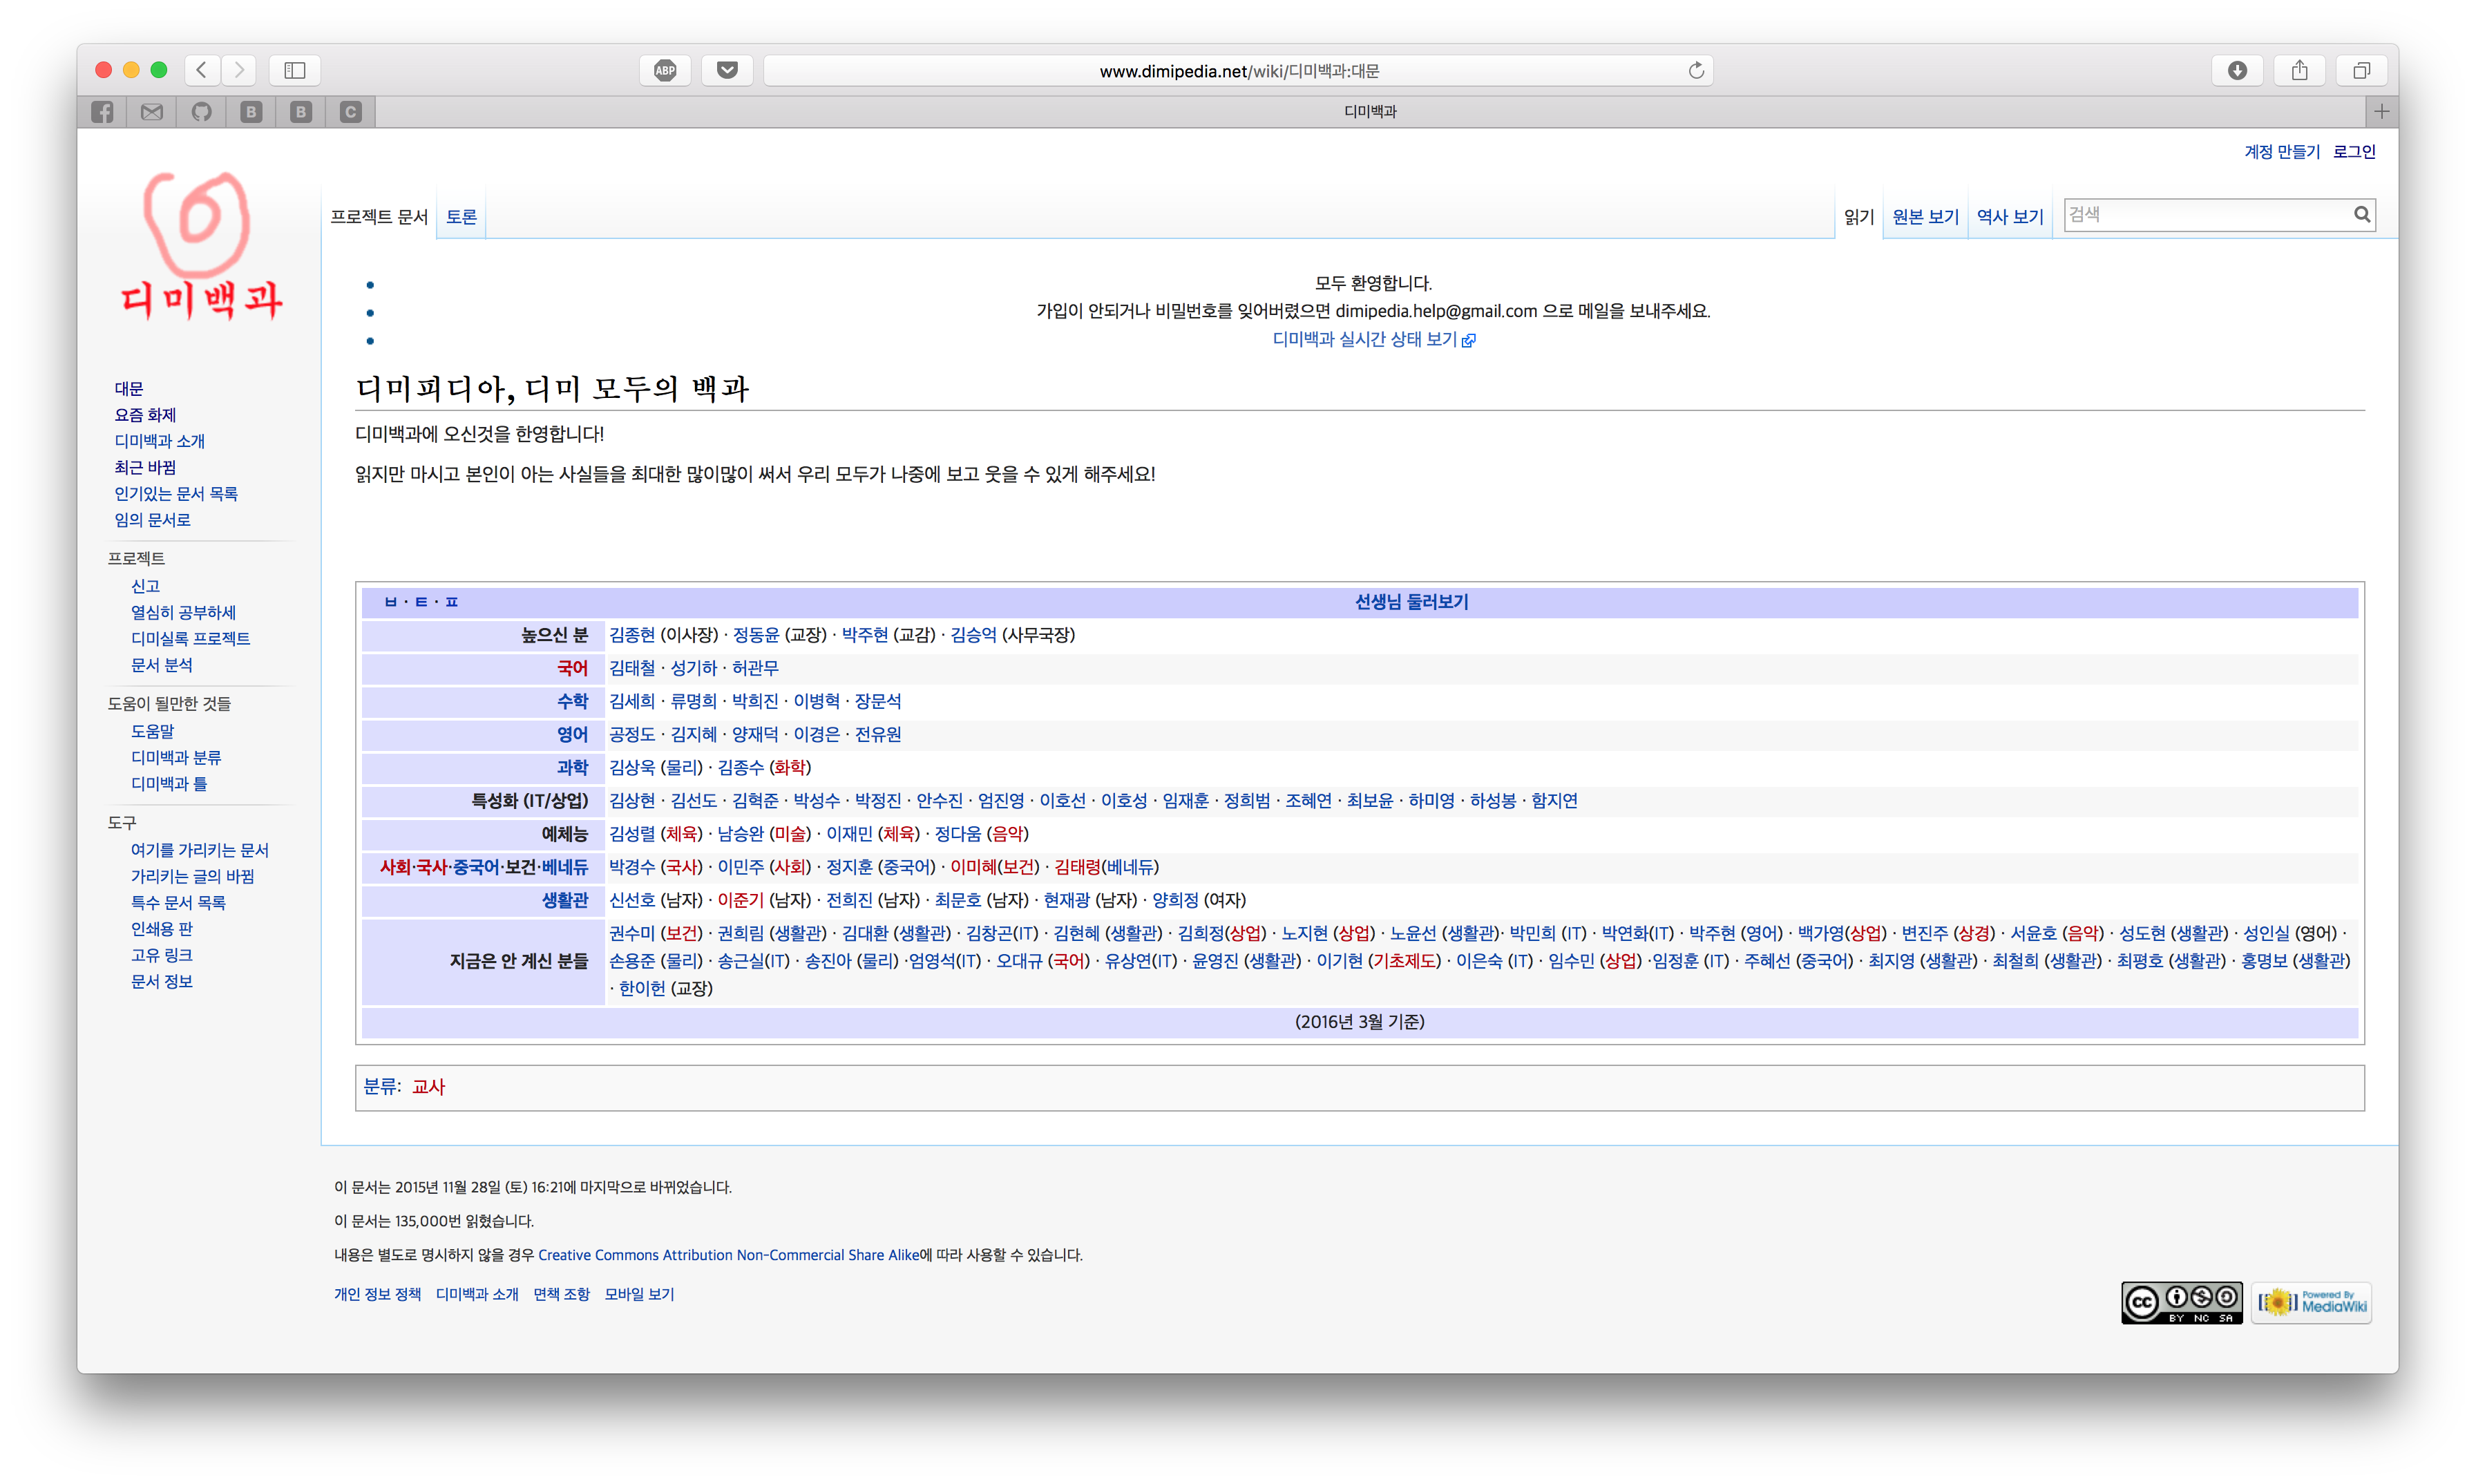 www.dimipedia.net/wiki/디미백과:대문
ABP
B
B
C
디미백과
계정 만들기 로그인
디미백과
프로젝트 문서 토론 읽기 원본 보기 역사 보기 검색
모두 환영합니다.
가입이 안되거나 비밀번호를 잊어버렸으면 dimipedia.help@gmail.com 으로 메일을 보내주세요.
디미백과 실시간 상태 보기
디미피디아, 디미 모두의 백과
디미백과에 오신것을 한영합니다!
읽지만 마시고 본인이 아는 사실들을 최대한 많이많이 써서 우리 모두가 나중에 보고 웃을 수 있게 해주세요!
대문
요즘 화제
디미백과 소개
최근 바뀜
인기있는 문서 목록
임의 문서로
프로젝트
신고
열심히 공부하세
디미실록 프로젝트
문서 분석
도움이 될만한 것들
도움말
디미백과 분류
디미백과 틀
도구
여기를 가리키는 문서
가리키는 글의 바뀜
특수 문서 목록
인쇄용 판
고유 링크
문서 정보
ㅂ · ㅌ · ㅍ 선생님 둘러보기
높으신 분 김종현 (이사장) · 정동윤 (교장) · 박주현 (교감) · 김승억 (사무국장)
국어 김태철 · 성기하 · 허관무
수학 김세희 · 류명희 · 박희진 · 이병혁 · 장문석
영어 공정도 · 김지혜 · 양재덕 · 이경은 · 전유원
과학 김상욱 (물리) · 김종수 (화학)
특성화 (IT/상업) 김상현 · 김선도 · 김혁준 · 박성수 · 박정진 · 안수진 · 엄진영 · 이호선 · 이호성 · 임재훈 · 정희범 · 조혜연 · 최보윤 · 하미영 · 하성봉 · 함지연
예체능 김성렬 (체육) · 남승완 (미술) · 이재민 (체육) · 정다움 (음악)
사회·국사·중국어·보건·베네듀 박경수 (국사) · 이민주 (사회) · 정지훈 (중국어) · 이미혜(보건) · 김태령(베네듀)
생활관 신선호 (남자) · 이준기 (남자) · 전희진 (남자) · 최문호 (남자) · 현재광 (남자) · 양희정 (여자)
지금은 안 계신 분들 권수미 (보건) · 권희림 (생활관) · 김대환 (생활관) · 김창곤(IT) · 김현혜 (생활관) · 김희정(상업) · 노지현 (상업) · 노윤선 (생활관)· 박민희 (IT) · 박연화(IT) · 박주현 (영어) · 백가영(상업) · 변진주 (상경) · 서윤호 (음악) · 성도현 (생활관) · 성인실 (영어) ·
손용준 (물리) · 송근실(IT) · 송진아 (물리) ·엄영석(IT) · 오대규 (국어) · 유상연(IT) · 윤영진 (생활관) · 이기현 (기초제도) · 이은숙 (IT) · 임수민 (상업) ·임정훈 (IT) · 주혜선 (중국어) · 최지영 (생활관) · 최철희 (생활관) · 최평호 (생활관) · 홍명보 (생활관)
· 한이헌 (교장)
(2016년 3월 기준)
분류: 교사
이 문서는 2015년 11월 28일 (토) 16:21에 마지막으로 바뀌었습니다.
이 문서는 135,000번 읽혔습니다.
내용은 별도로 명시하지 않을 경우 Creative Commons Attribution Non-Commercial Share Alike에 따라 사용할 수 있습니다.
개인 정보 정책 디미백과 소개 면책 조항 모바일 보기
cc BY NC SA
Powered By MediaWiki